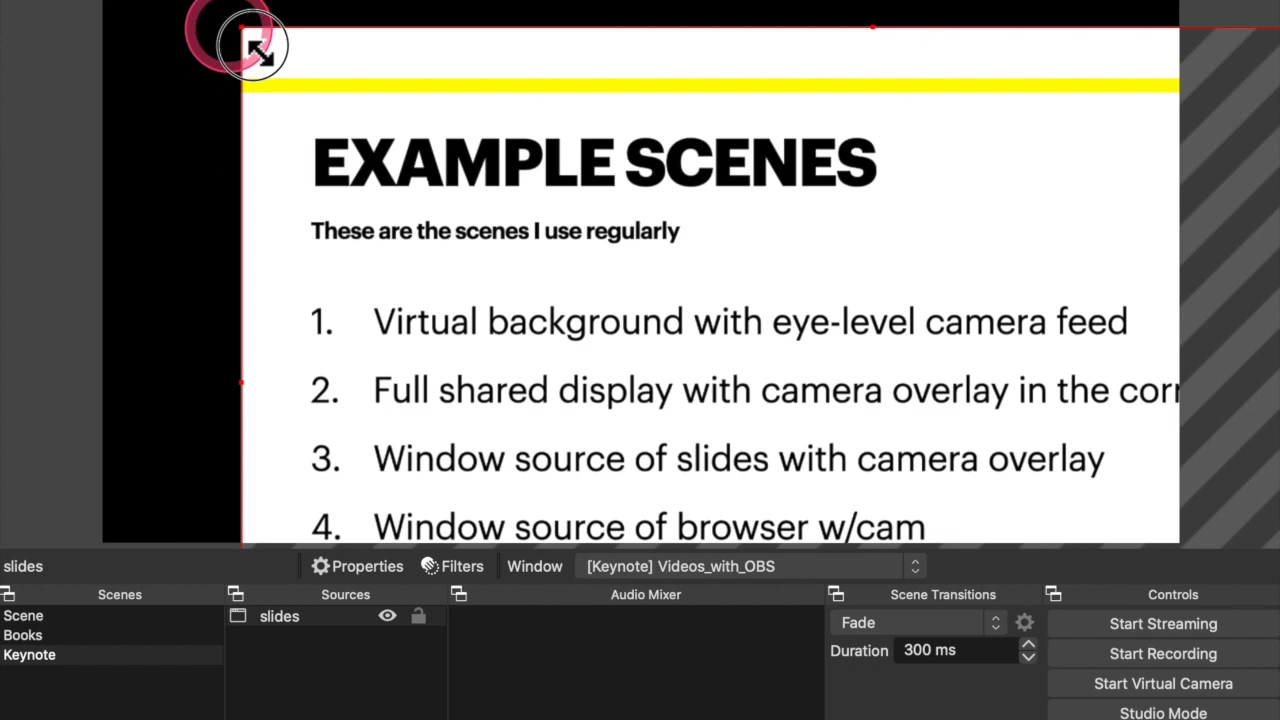 EXAMPLE SCENES
These are the scenes I use regularly
1. Virtual background with eye-level camera feed
2. Full shared display with camera overlay in the corr
3. Window source of slides with camera overlay
4. Window source of browser w/cam
slides Properties Filters Window [Keynote] Videos_with_OBS
Scenes Sources Audio Mixer Scene Transitions Controls
Scene slides Fade Start Streaming
Books Duration 300 ms Start Recording
Keynote
Start Virtual Camera
Studio Mode